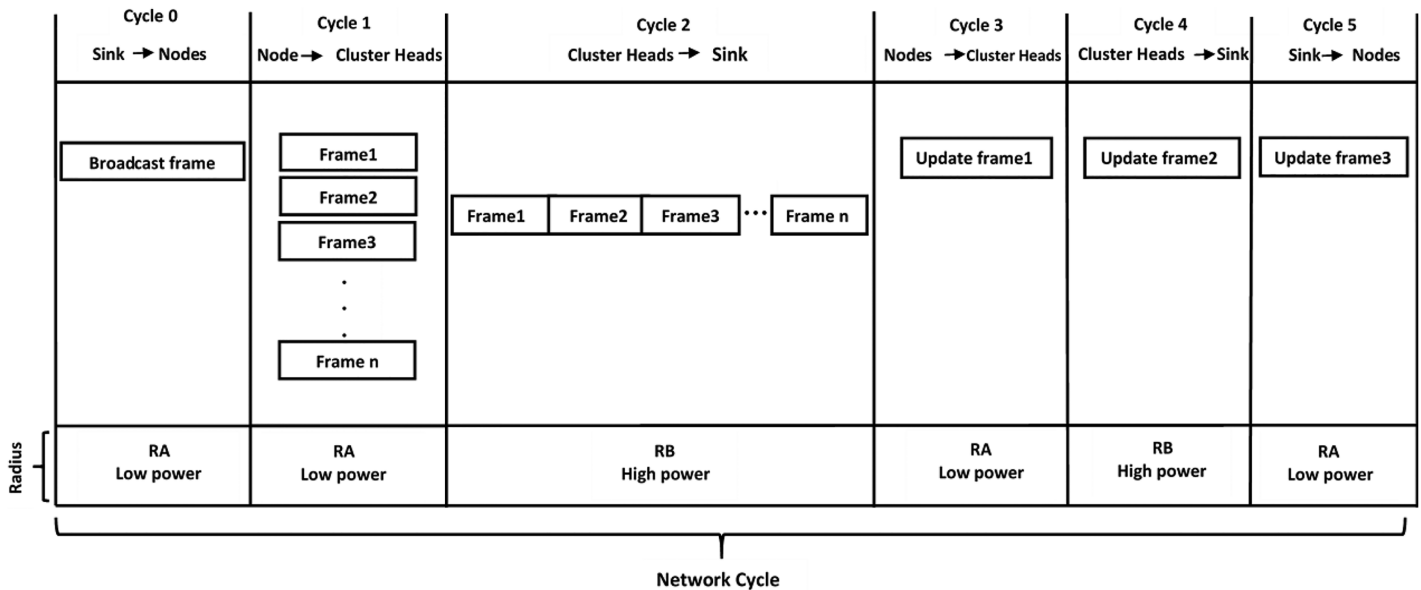 Cycle 0
Sink → Nodes
Cycle 1
Node → Cluster Heads
Cycle 2
Cluster Heads → Sink
Cycle 3
Nodes → Cluster Heads
Cycle 4
Cluster Heads → Sink
Cycle 5
Sink → Nodes
Broadcast frame
Frame1
Frame2
Frame3
.
.
.
Frame n
Frame1
Frame2
Frame3
...
Frame n
Update frame1
Update frame2
Update frame3
Radius
RA
Low power
RA
Low power
RB
High power
RA
Low power
RB
High power
RA
Low power
Network Cycle